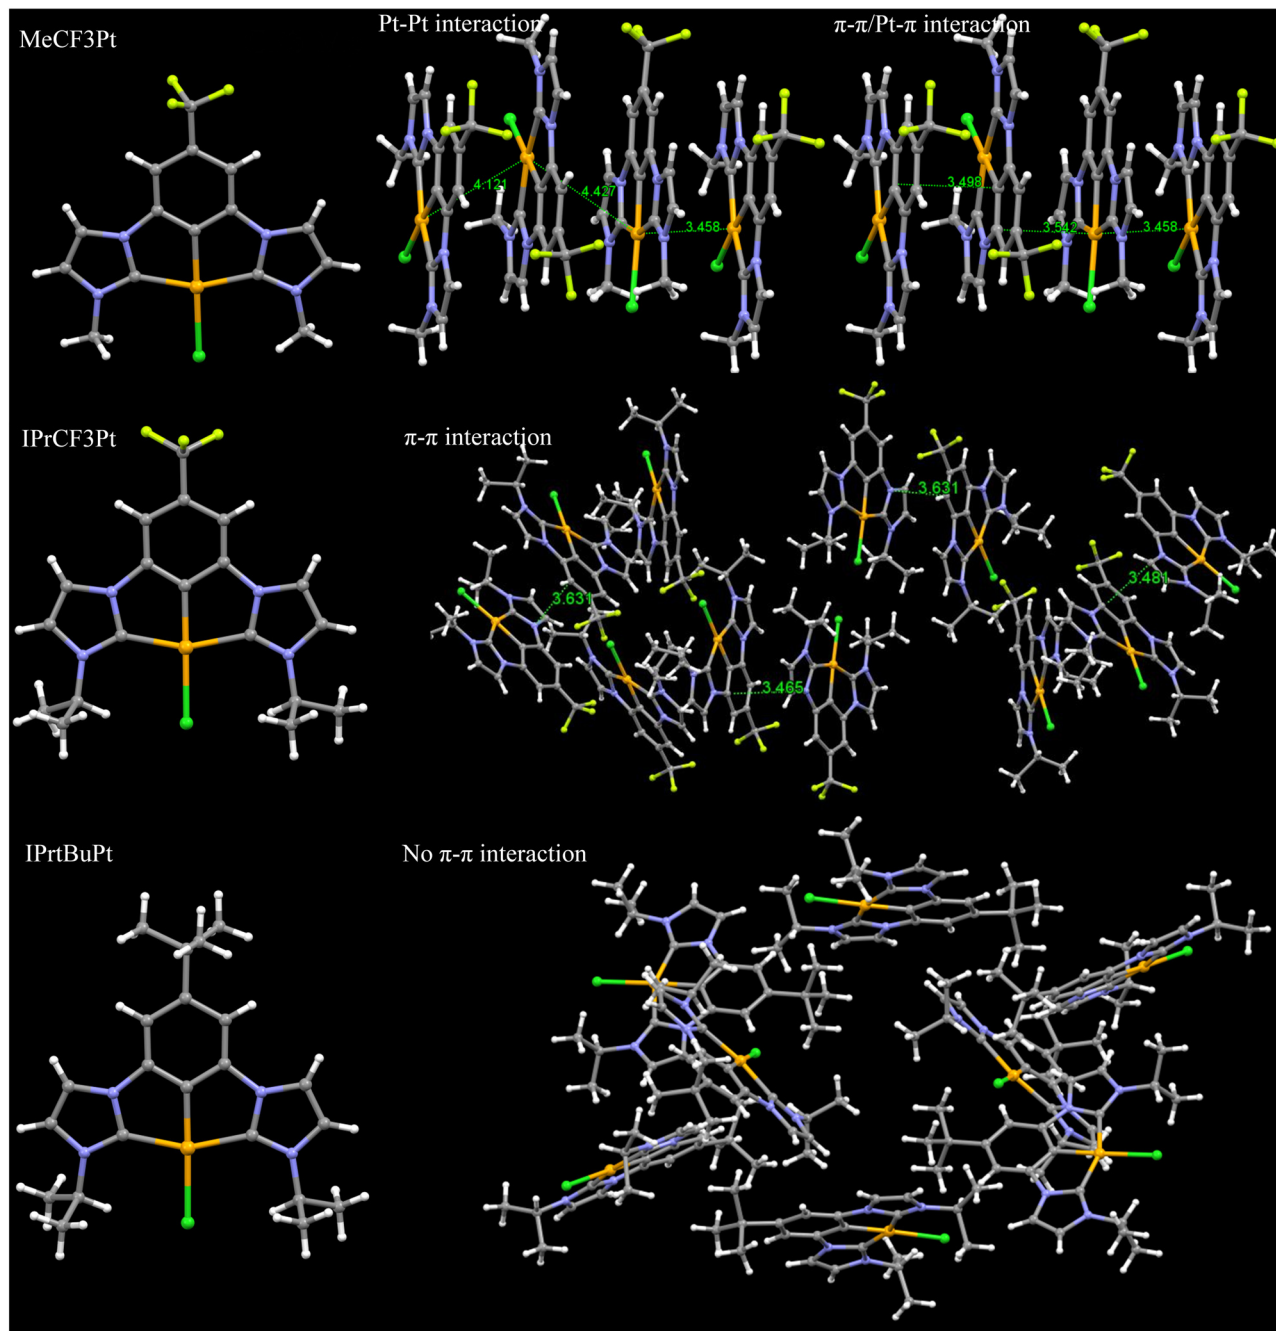 MeCF3Pt
Pt-Pt interaction
π-π/Pt-π interaction
4.121
4.427
3.458
3.498
3.542
3.458
IPrCF3Pt
π-π interaction
3.631
3.631
3.481
3.465
IPrtBuPt
No π-π interaction